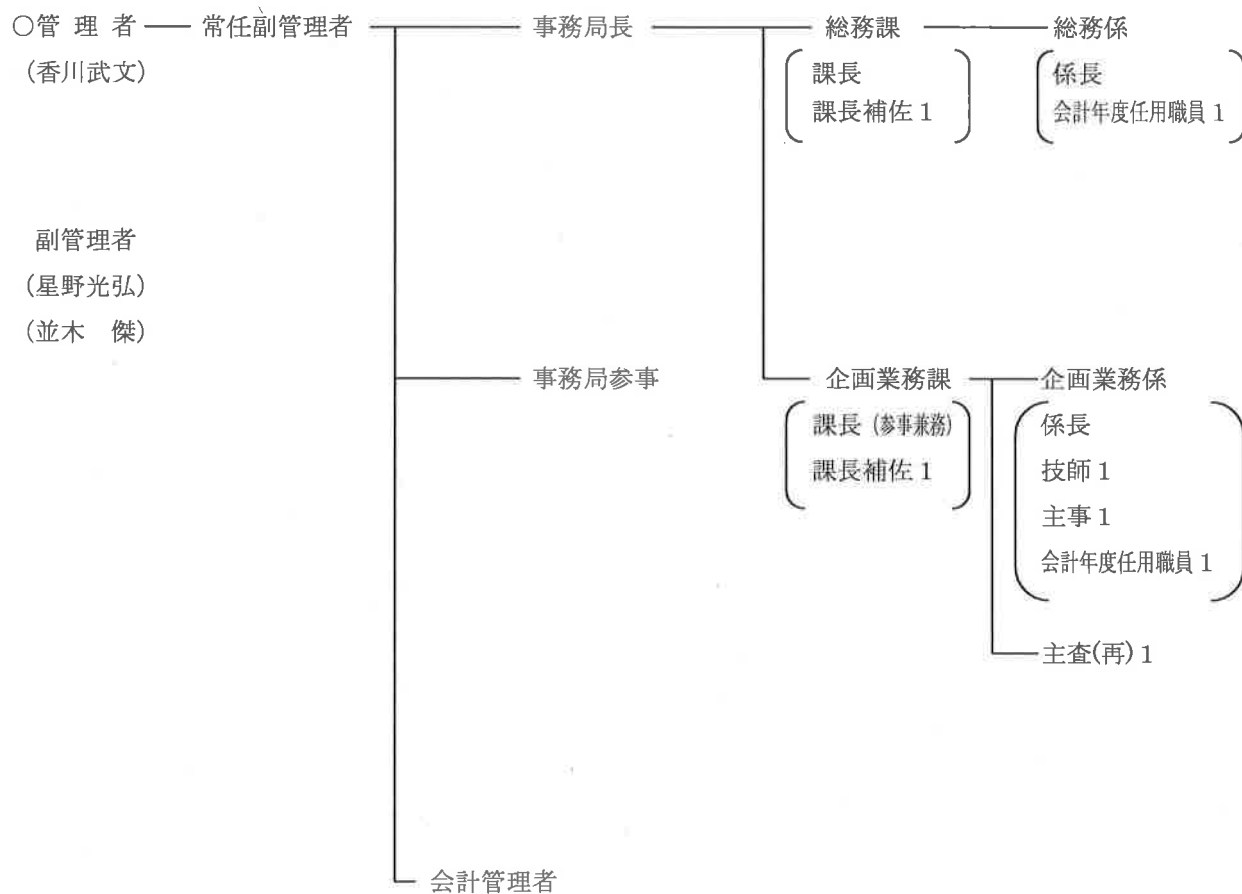 ○管 理 者 常任副管理者 事務局長 総務課 総務係
(香川武文) 課長 係長
課長補佐 1 会計年度任用職員 1
副管理者
(星野光弘)
(並木 傑)
事務局参事 企画業務課 企画業務係
課長 (参事兼務) 係長
課長補佐 1 技師 1
主事 1
会計年度任用職員 1
主査(再) 1
会計管理者